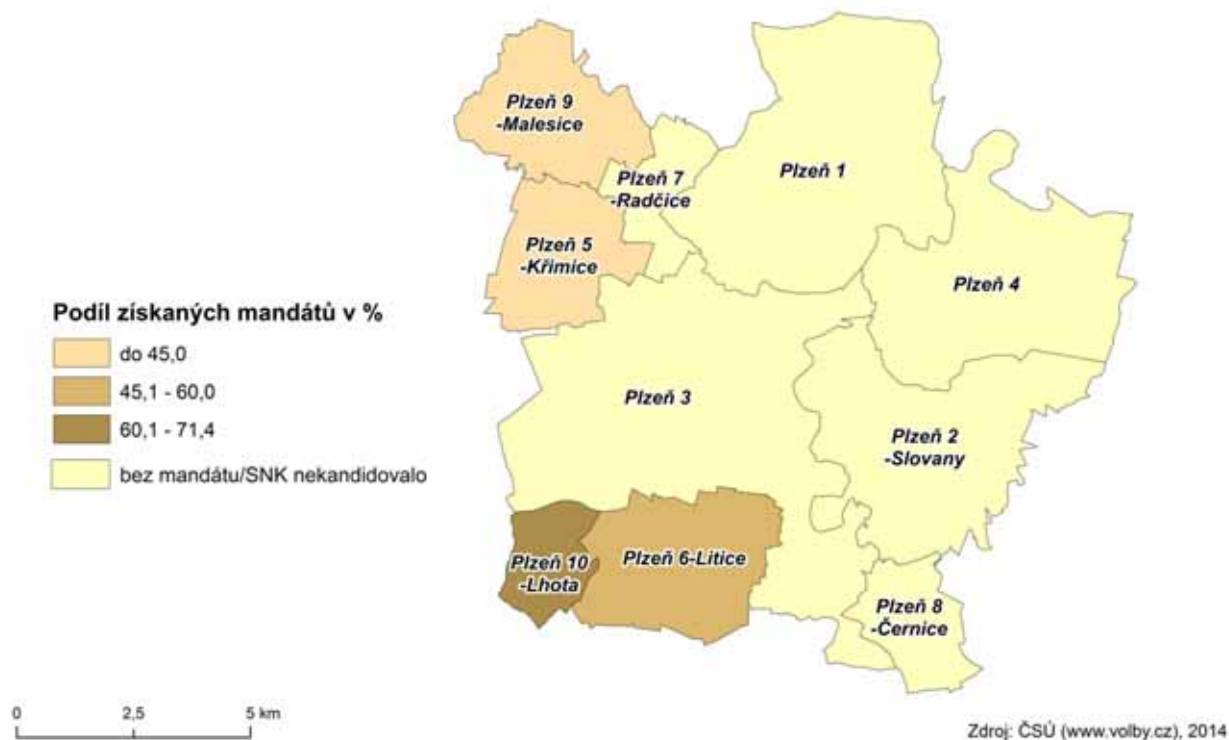 Plzeň 9
-Malesice
Plzeň 7
-Radčice
Plzeň 1
Plzeň 5
-Křimice
Plzeň 4
Podíl získaných mandátů v %
do 45,0
45,1 - 60,0
60,1 - 71,4
bez mandátu/SNK nekandidovalo
Plzeň 3
Plzeň 2
-Slovany
Plzeň 10
-Lhota
Plzeň 6-Litice
Plzeň 8
-Černice
0 2,5 5 km
Zdroj: ČSÚ (www.volby.cz), 2014